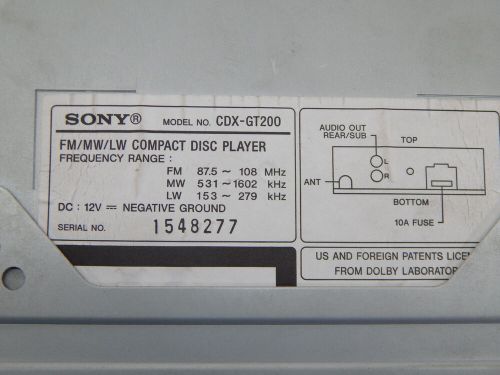 SONY® MODEL NO. CDX-GT200
FM/MW/LW COMPACT DISC PLAYER
FREQUENCY RANGE :
FM 87.5 ~ 108 MHz
MW 531 ~ 1602 kHz
LW 153 ~ 279 kHz
DC : 12V ⎓ NEGATIVE GROUND
SERIAL NO. 1548277
AUDIO OUT
REAR/SUB
TOP
L
R
ANT
BOTTOM
10A FUSE
US AND FOREIGN PATENTS
FROM DOLBY